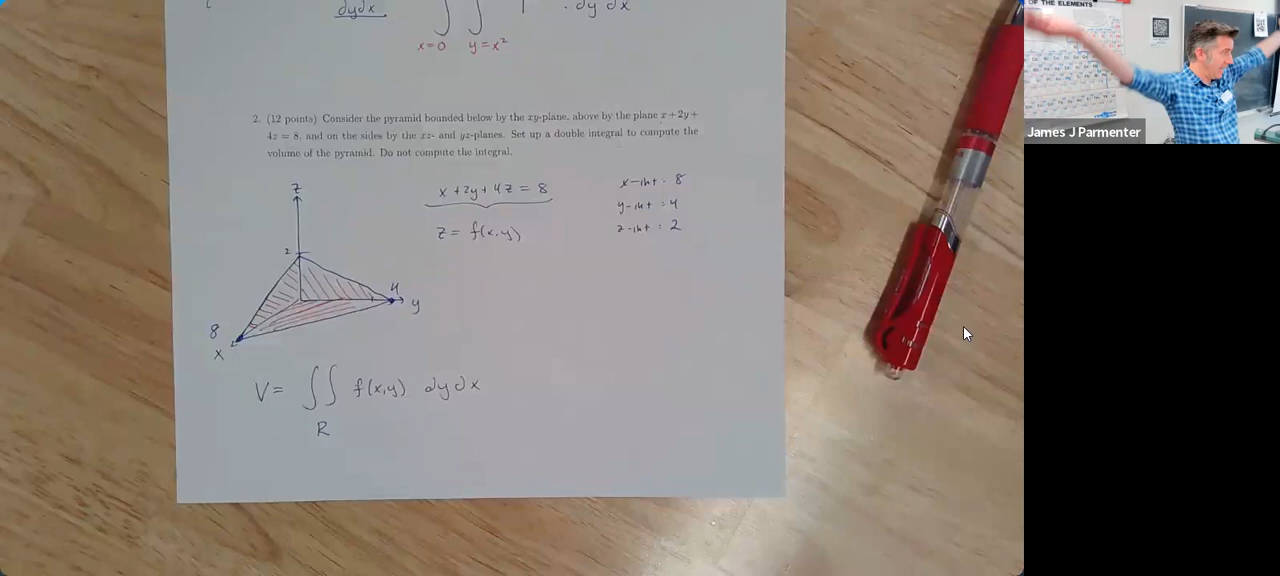 dydx
∫ ∫ 1 · dy dx
x=0 y=x²
2. (12 points) Consider the pyramid bounded below by the xy-plane, above by the plane x+2y+
4z = 8, and on the sides by the xz- and yz-planes. Set up a double integral to compute the
volume of the pyramid. Do not compute the integral.
z
x + 2y + 4z = 8
x-int : 8
y-int : 4
z = f(x,y)
z-int : 2
2
4
y
8
x
V = ∫∫ f(x,y) dy dx
R
OF THE ELEMENTS
James J Parmenter